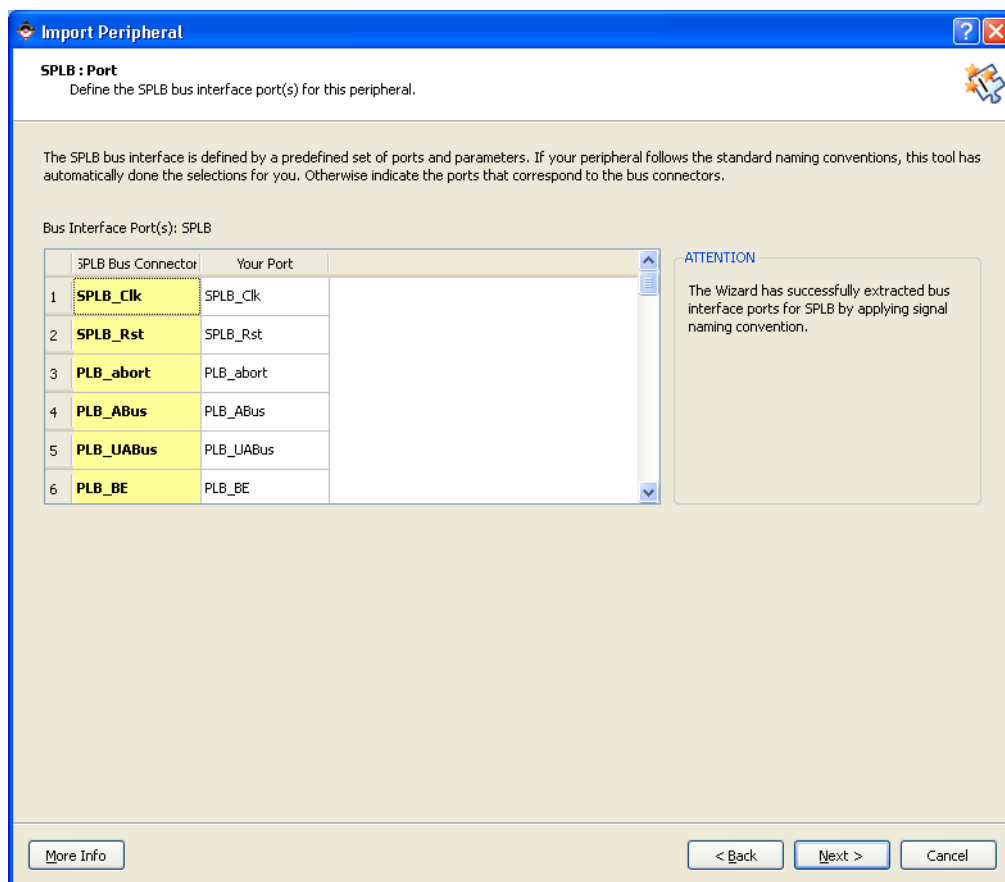 Import Peripheral
SPLB : Port
Define the SPLB bus interface port(s) for this peripheral.
The SPLB bus interface is defined by a predefined set of ports and parameters. If your peripheral follows the standard naming conventions, this tool has
automatically done the selections for you. Otherwise indicate the ports that correspond to the bus connectors.
Bus Interface Port(s): SPLB
SPLB Bus Connector Your Port
1 SPLB_Clk SPLB_Clk
2 SPLB_Rst SPLB_Rst
3 PLB_abort PLB_abort
4 PLB_ABus PLB_ABus
5 PLB_UABus PLB_UABus
6 PLB_BE PLB_BE
ATTENTION
The Wizard has successfully extracted bus
interface ports for SPLB by applying signal
naming convention.
More Info
< Back
Next >
Cancel